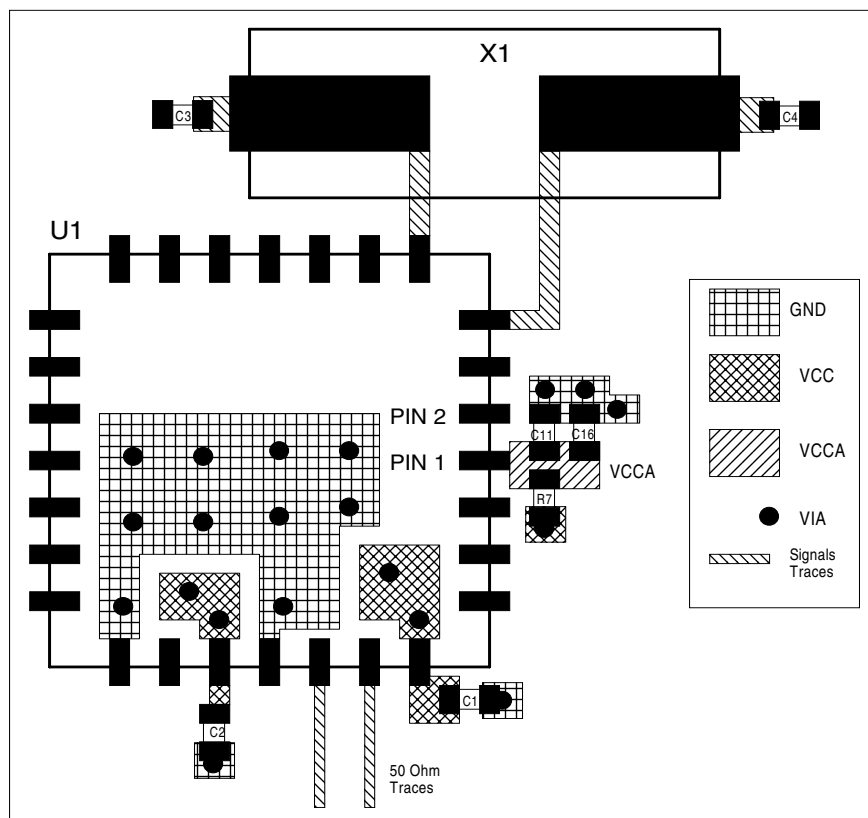 X1
C3
C4
U1
GND
VCC
PIN 2
C11
C16
PIN 1
VCCA
VCCA
R7
VIA
Signals
Traces
C1
C2
50 Ohm
Traces